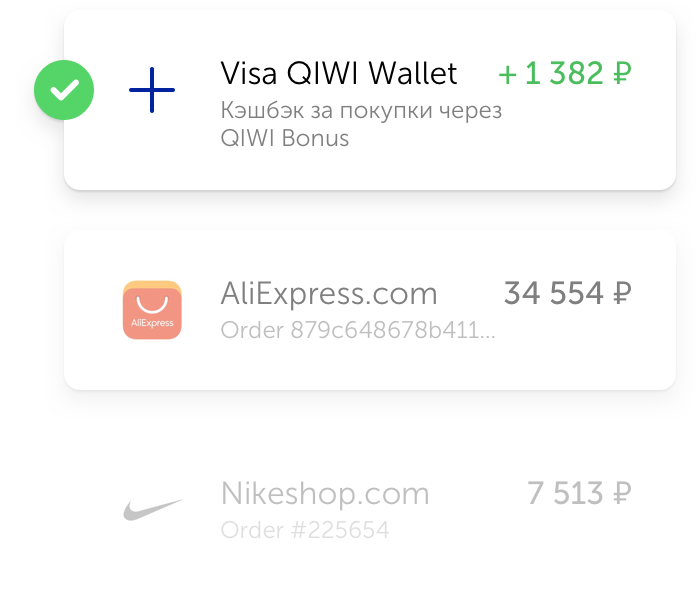 Visa QIWI Wallet + 1 382 ₽
Кэшбэк за покупки через
QIWI Bonus
AliExpress.com 34 554 ₽
AliExpress
Order 879c648678b411...
Nikeshop.com 7 513 ₽
Order #225654